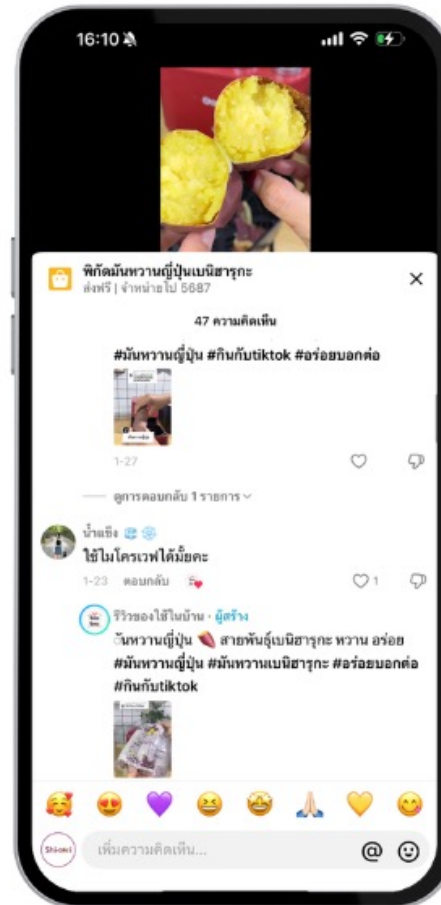 16:10
พิกัดมันหวานญี่ปุ่นเบนิฮารุกะ
ส่งฟรี | จำหน่ายไป 5687
47 ความคิดเห็น
#มันหวานญี่ปุ่น #กินกับtiktok #อร่อยบอกต่อ
1-27
ดูการตอบกลับ 1 รายการ
น้ำแข็ง
ใช้ไมโครเวฟได้มั้ยคะ
1-23 ตอบกลับ
1
รีวิวของใช้ในบ้าน · ผู้สร้าง
ันหวานญี่ปุ่น 🍠 สายพันธุ์เบนิฮารุกะ หวาน อร่อย
#มันหวานญี่ปุ่น #มันหวานเบนิฮารุกะ #อร่อยบอกต่อ
#กินกับtiktok
เพิ่มความคิดเห็น...
@